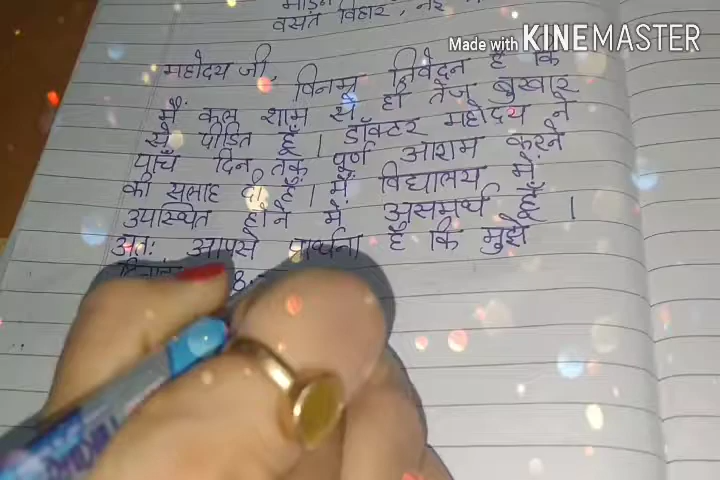 वसंत विहार, नई
Made with KINEMASTER
महोदय जी,
विनम्र निवेदन है कि
मैं कल शाम से ही तेज बुखार
से पीडित हूँ । डॉक्टर महोदय ने
पाँच दिन तक पूर्ण आराम करने
की सलाह दी है । मैं विद्यालय में
उपस्थित होने में असमर्थ हूँ ।
अतः आपसे प्रार्थना है कि मुझे
दिनांक 8